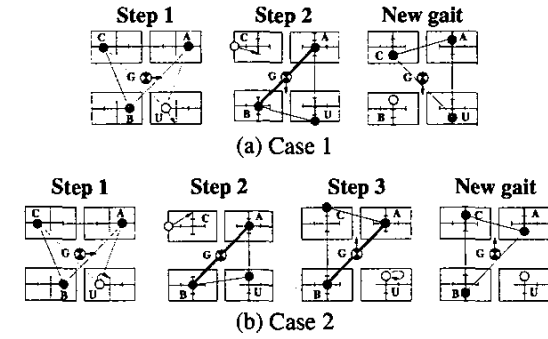 Step 1 Step 2 New gait
C A C A C A
G G G
B U B U B U
(a) Case 1
Step 1 Step 2 Step 3 New gait
C A C A C A C A
G G G G
B U B U B U B U
(b) Case 2